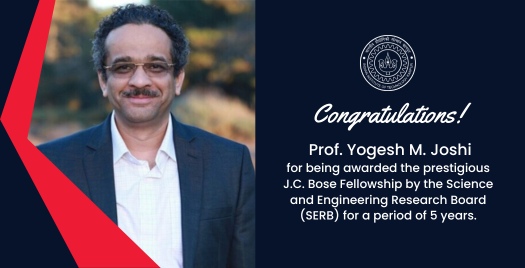 Congratulations!
Prof. Yogesh M. Joshi
for being awarded the prestigious
J.C. Bose Fellowship by the Science
and Engineering Research Board
(SERB) for a period of 5 years.